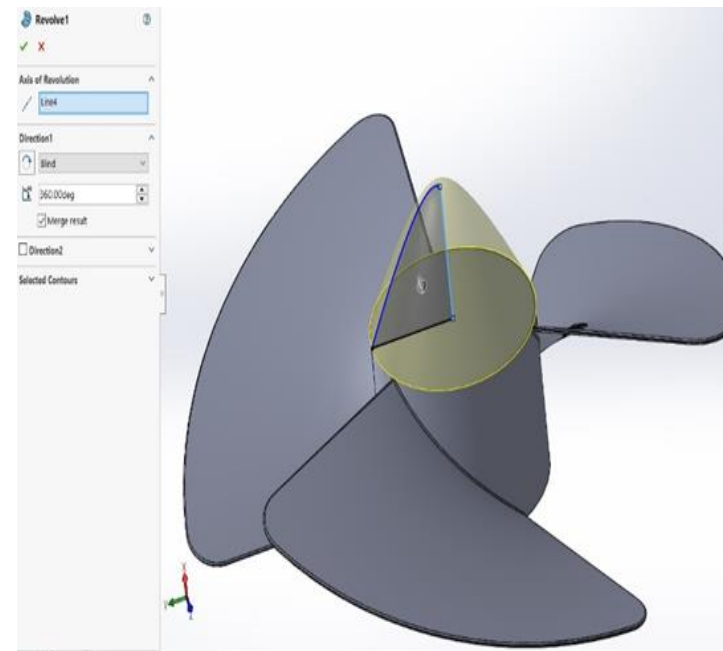 Revolve1
Axis of Revolution
Line4
Direction1
Blind
360.00deg
Merge result
Direction2
Selected Contours